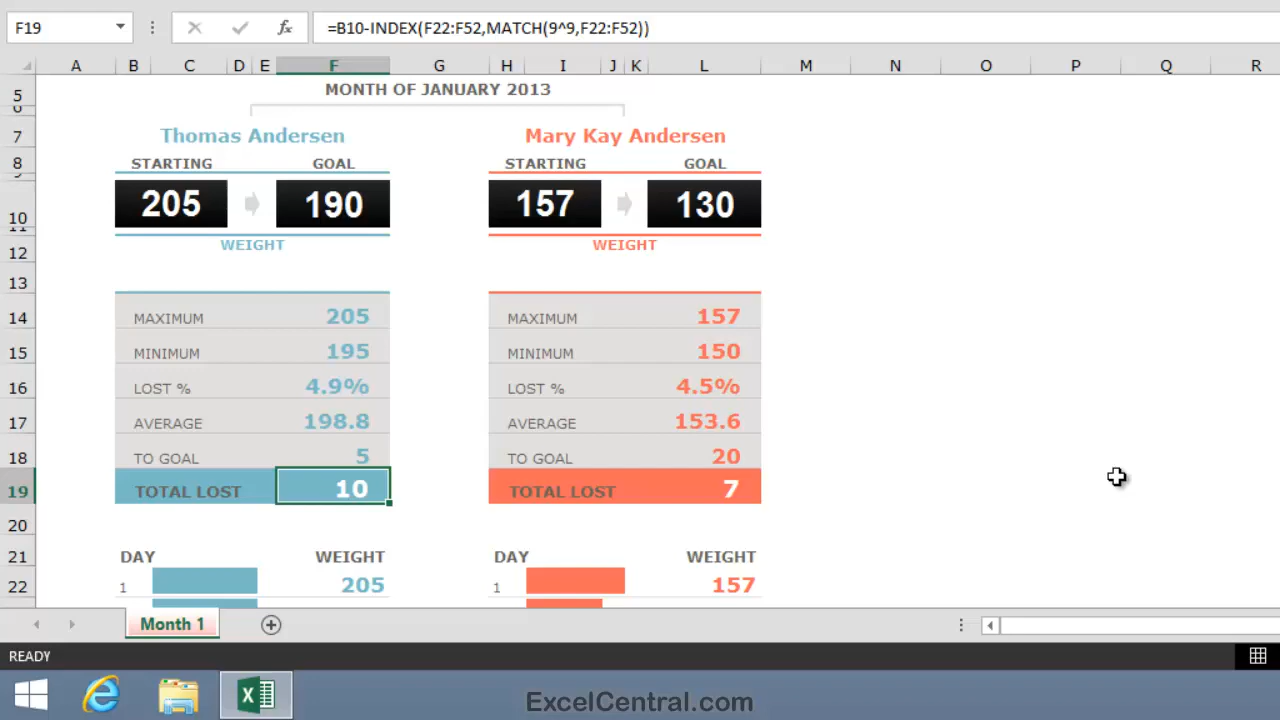 F19 =B10-INDEX(F22:F52,MATCH(9^9,F22:F52))
A B C D E F G H I J K L M N O P Q R
5 MONTH OF JANUARY 2013
6
7 Thomas Andersen Mary Kay Andersen
8 STARTING GOAL STARTING GOAL
9
10 205 190 157 130
11
12 WEIGHT WEIGHT
13
14 MAXIMUM 205 MAXIMUM 157
15 MINIMUM 195 MINIMUM 150
16 LOST % 4.9% LOST % 4.5%
17 AVERAGE 198.8 AVERAGE 153.6
18 TO GOAL 5 TO GOAL 20
19 TOTAL LOST 10 TOTAL LOST 7
20
21 DAY WEIGHT DAY WEIGHT
22 1 205 1 157
Month 1
READY
ExcelCentral.com